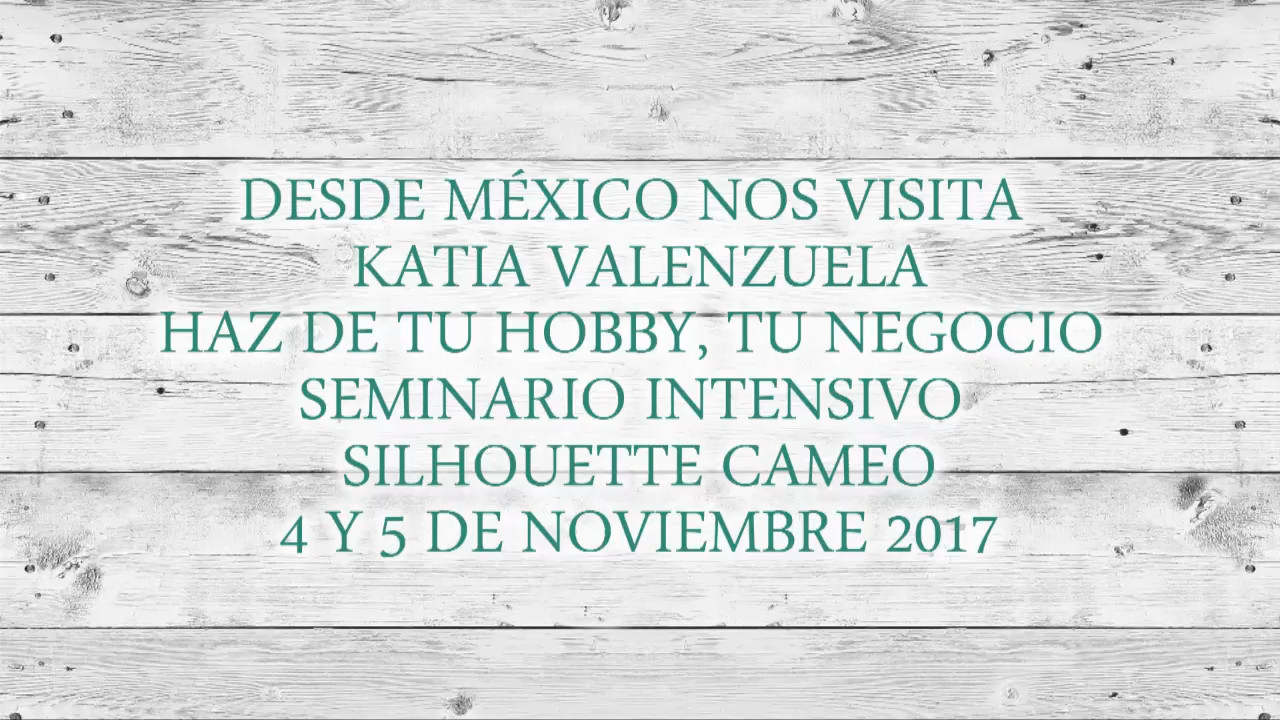 DESDE MÉXICO NOS VISITA
KATIA VALENZUELA
HAZ DE TU HOBBY, TU NEGOCIO
SEMINARIO INTENSIVO
SILHOUETTE CAMEO
4 Y 5 DE NOVIEMBRE 2017